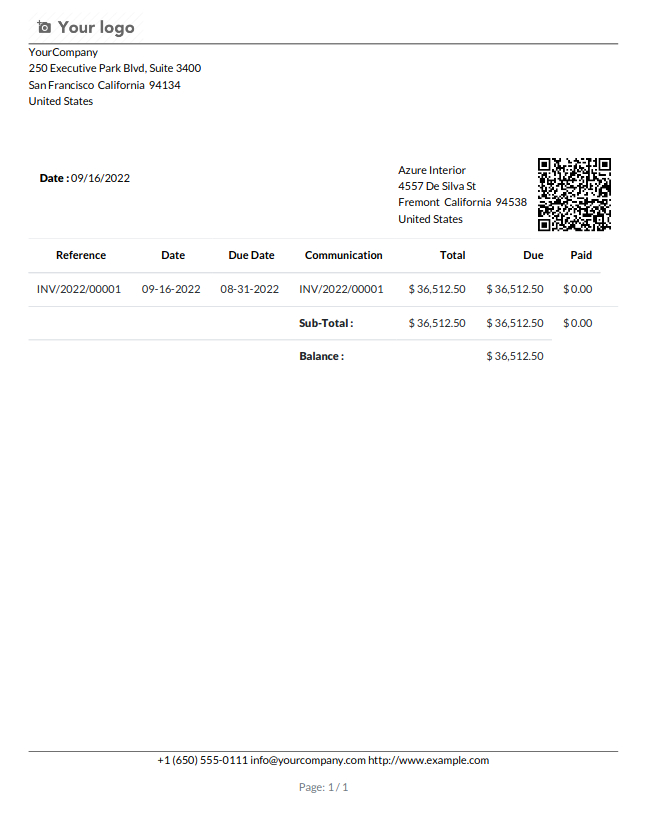 Your logo
YourCompany
250 Executive Park Blvd, Suite 3400
San Francisco California 94134
United States
Date : 09/16/2022
Azure Interior
4557 De Silva St
Fremont California 94538
United States
Reference Date Due Date Communication Total Due Paid
INV/2022/00001 09-16-2022 08-31-2022 INV/2022/00001 $ 36,512.50 $ 36,512.50 $ 0.00
Sub-Total : $ 36,512.50 $ 36,512.50 $ 0.00
Balance : $ 36,512.50
+1 (650) 555-0111 info@yourcompany.com http://www.example.com
Page: 1 / 1